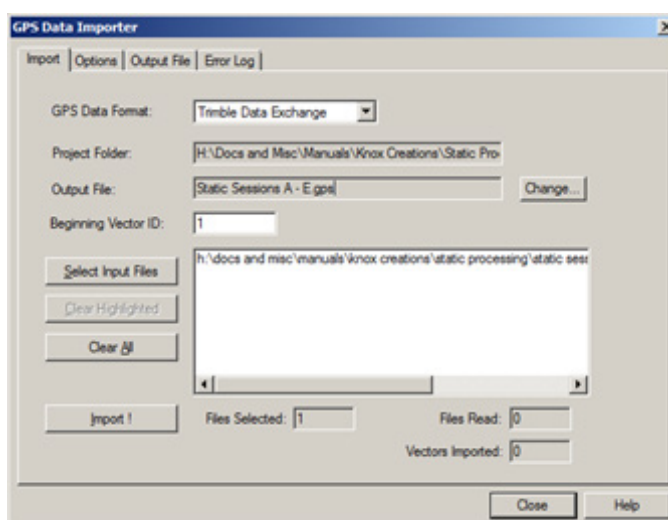 GPS Data Importer
Import Options Output File Error Log
GPS Data Format: Trimble Data Exchange
Project Folder: H:\Docs and Misc\Manuals\Knox Creations\Static Pro
Output File: Static Sessions A - E.gps Change...
Beginning Vector ID: 1
Select Input Files h:\docs and misc\manuals\knox creations\static processing\static sess
Clear Highlighted
Clear All
Import ! Files Selected: 1 Files Read: 0
Vectors Imported: 0
Close Help